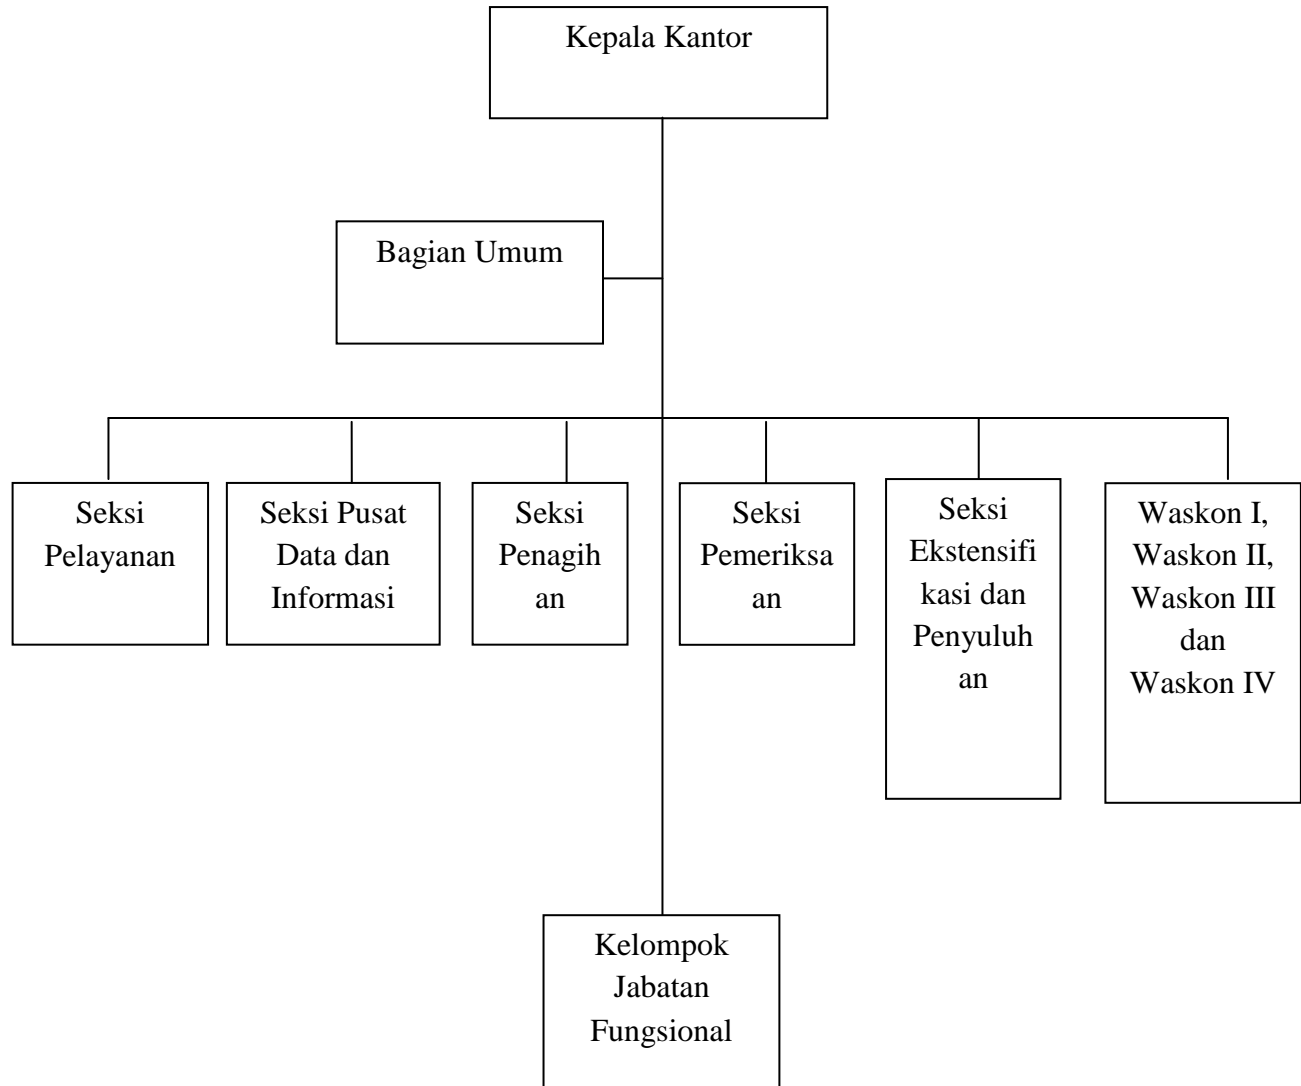 Kepala Kantor
Bagian Umum
Seksi
Pelayanan
Seksi Pusat
Data dan
Informasi
Seksi
Penagih
an
Seksi
Pemeriksa
an
Seksi
Ekstensifi
kasi dan
Penyuluh
an
Waskon I,
Waskon II,
Waskon III
dan
Waskon IV
Kelompok
Jabatan
Fungsional